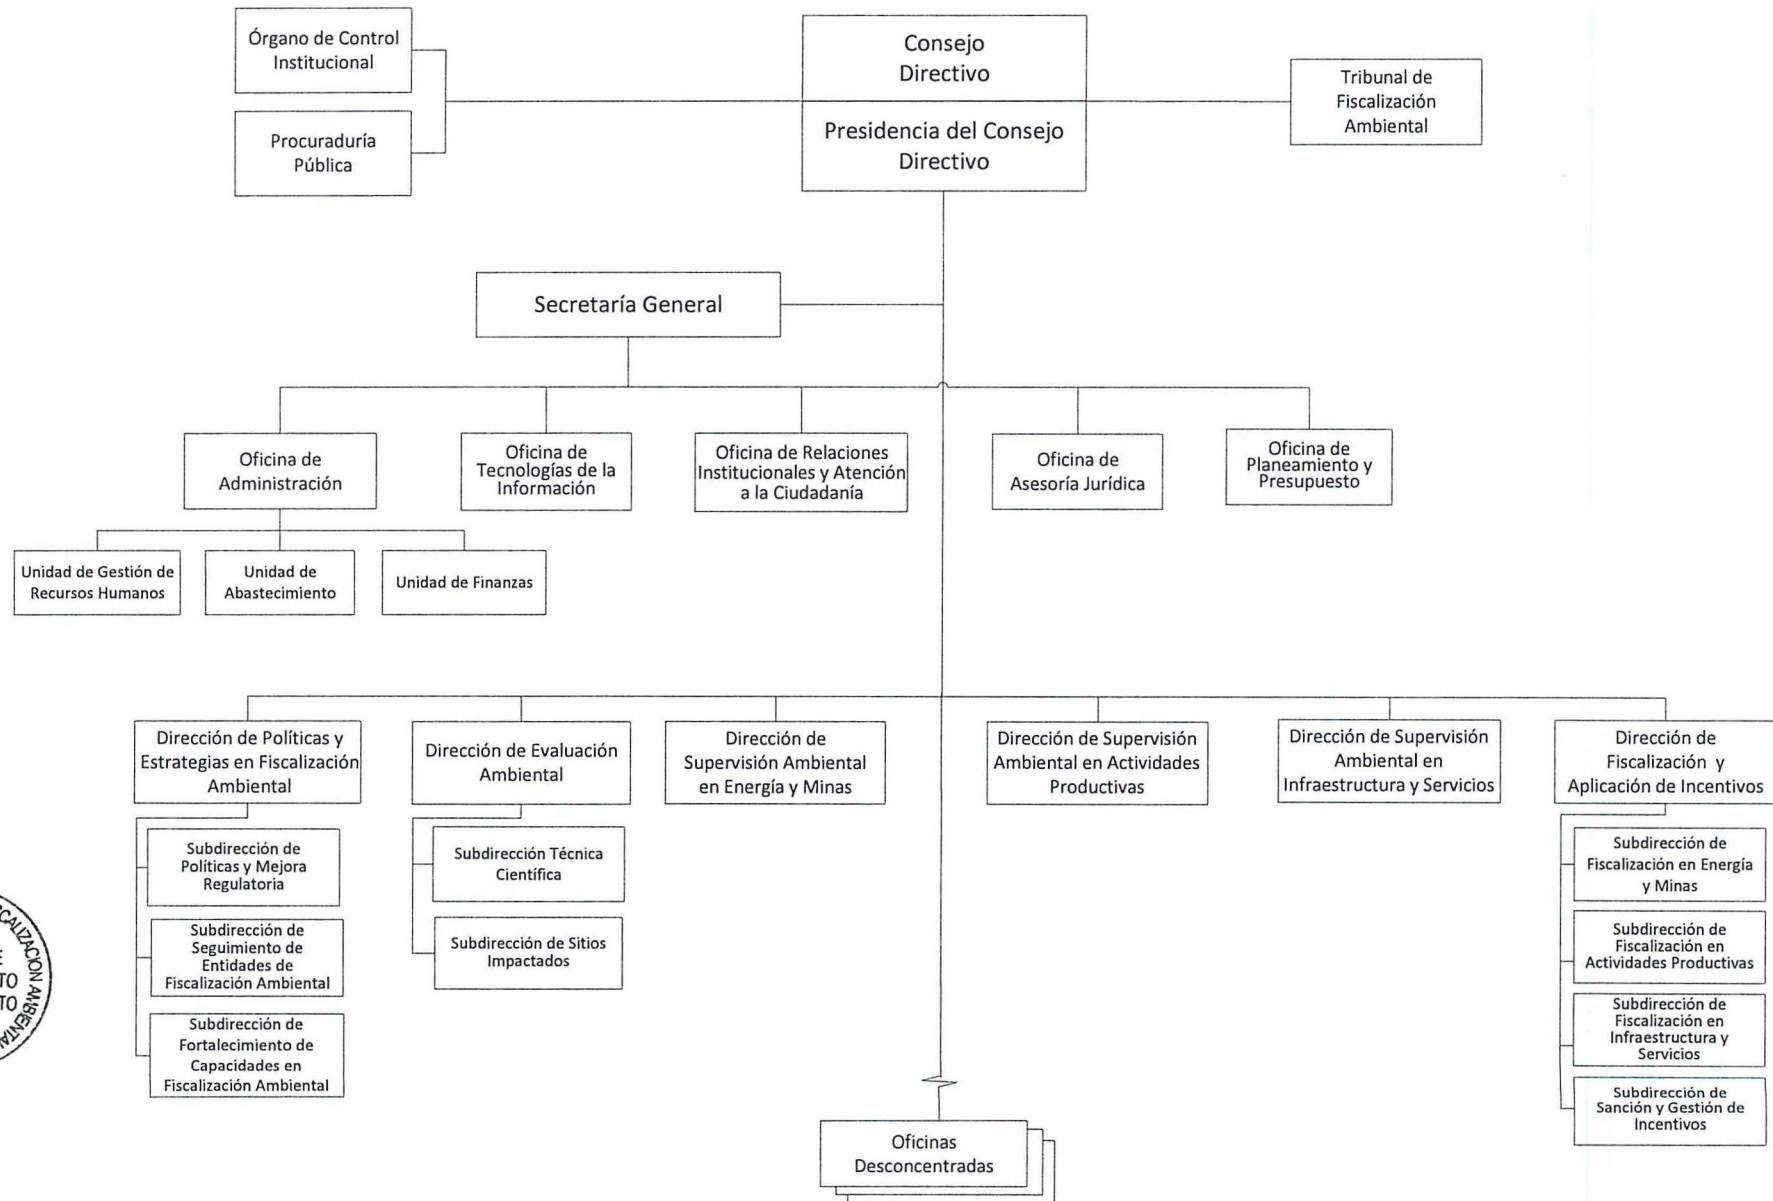 Órgano de Control
Institucional
Procuraduría
Pública
Consejo
Directivo
Presidencia del Consejo
Directivo
Tribunal de
Fiscalización
Ambiental
Secretaría General
Oficina de
Administración
Oficina de
Tecnologías de la
Información
Oficina de Relaciones
Institucionales y Atención
a la Ciudadanía
Oficina de
Asesoría Jurídica
Oficina de
Planeamiento y
Presupuesto
Unidad de Gestión de
Recursos Humanos
Unidad de
Abastecimiento
Unidad de Finanzas
Dirección de Políticas y
Estrategias en Fiscalización
Ambiental
Dirección de Evaluación
Ambiental
Dirección de
Supervisión Ambiental
en Energía y Minas
Dirección de Supervisión
Ambiental en Actividades
Productivas
Dirección de Supervisión
Ambiental en
Infraestructura y Servicios
Dirección de
Fiscalización y
Aplicación de Incentivos
Subdirección de
Políticas y Mejora
Regulatoria
Subdirección de
Seguimiento de
Entidades de
Fiscalización Ambiental
Subdirección de
Fortalecimiento de
Capacidades en
Fiscalización Ambiental
Subdirección Técnica
Científica
Subdirección de Sitios
Impactados
Subdirección de
Fiscalización en Energía
y Minas
Subdirección de
Fiscalización en
Actividades Productivas
Subdirección de
Fiscalización en
Infraestructura y
Servicios
Subdirección de
Sanción y Gestión de
Incentivos
Oficinas
Desconcentradas
AMBIENTAL